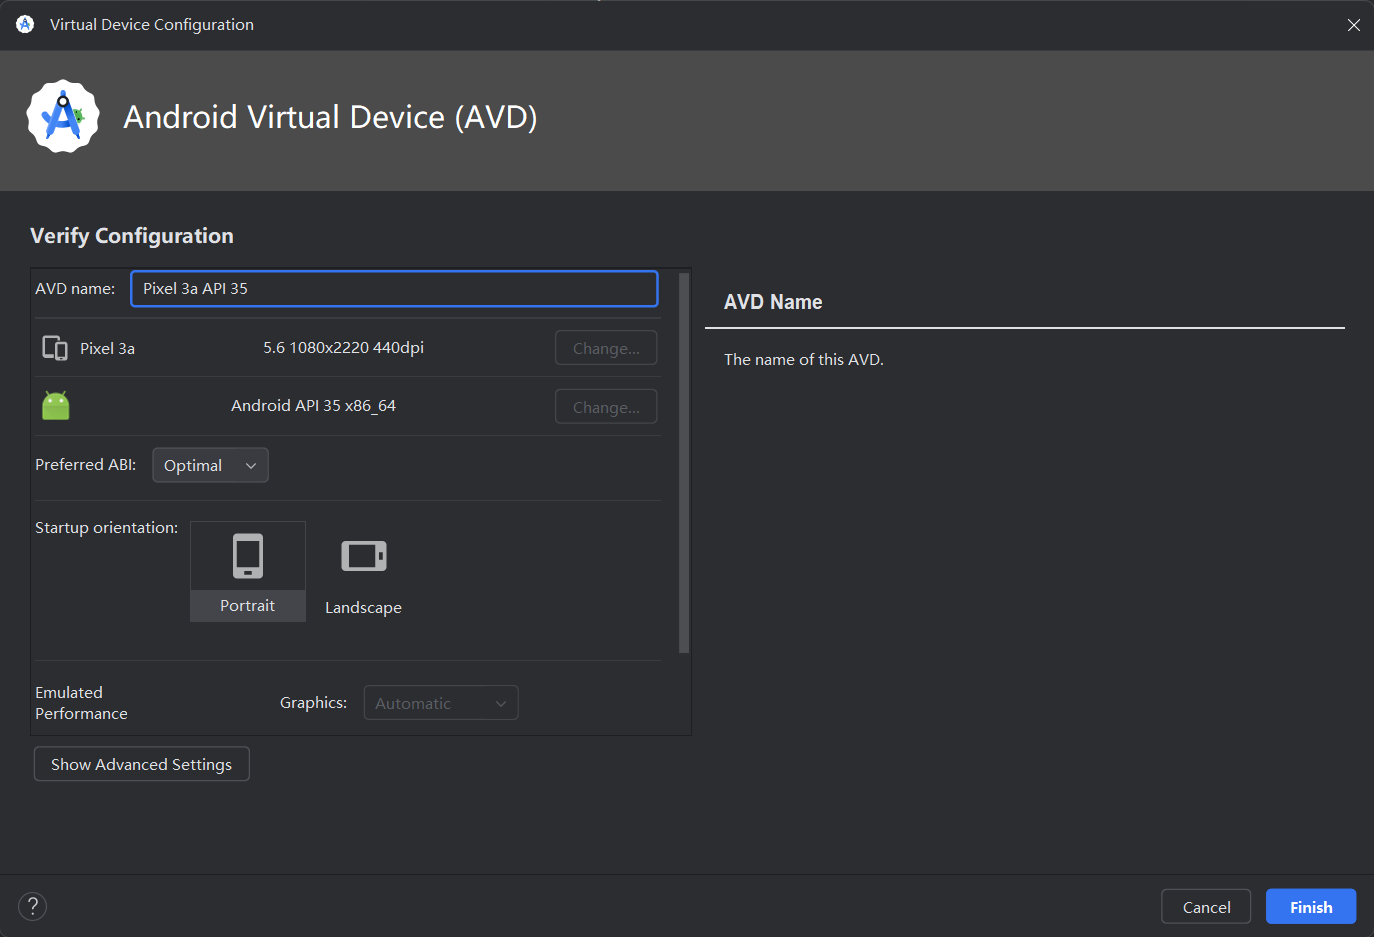 Virtual Device Configuration
Android Virtual Device (AVD)
Verify Configuration
AVD name: Pixel 3a API 35
Pixel 3a 5.6 1080x2220 440dpi Change...
Android API 35 x86_64 Change...
Preferred ABI: Optimal
Startup orientation:
Portrait
Landscape
Emulated
Performance
Graphics: Automatic
Show Advanced Settings
AVD Name
The name of this AVD.
?
Cancel
Finish